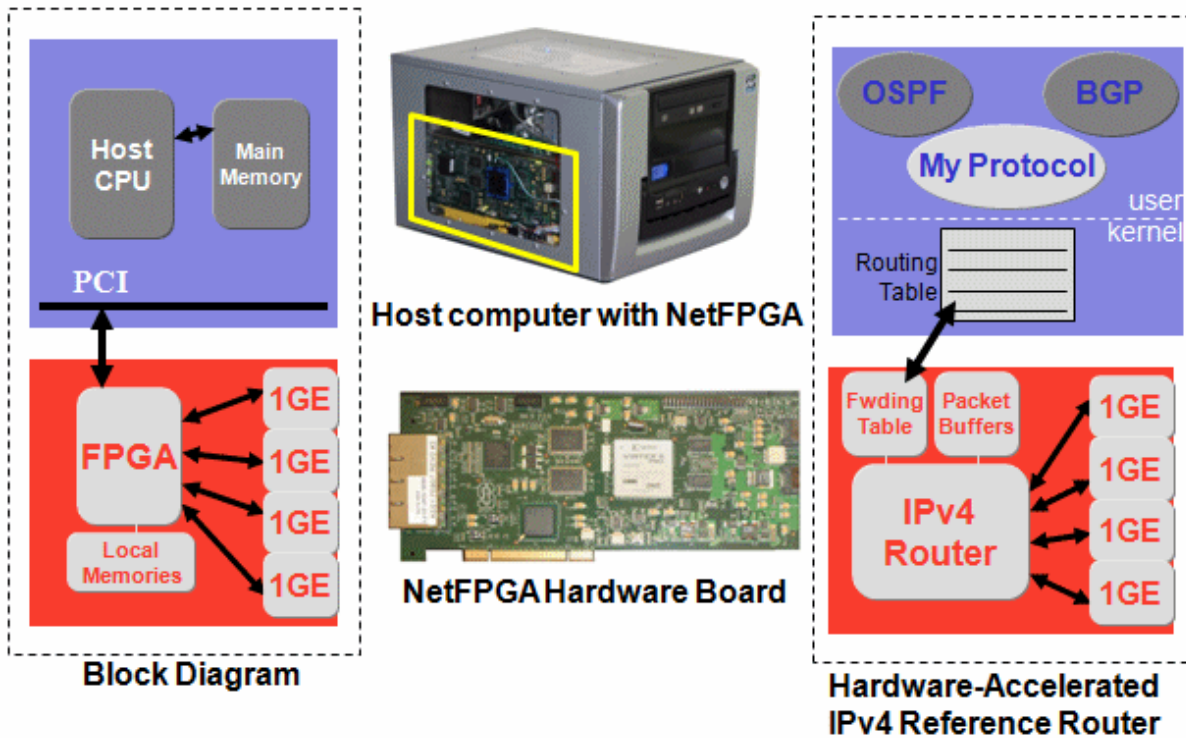 Host
CPU
Main
Memory
PCI
FPGA
1GE
1GE
1GE
1GE
Local
Memories
Block Diagram
Host computer with NetFPGA
NetFPGA Hardware Board
OSPF
BGP
My Protocol
user
kernel
Routing
Table
Fwding
Table
Packet
Buffers
IPv4
Router
1GE
1GE
1GE
1GE
Hardware-Accelerated
IPv4 Reference Router